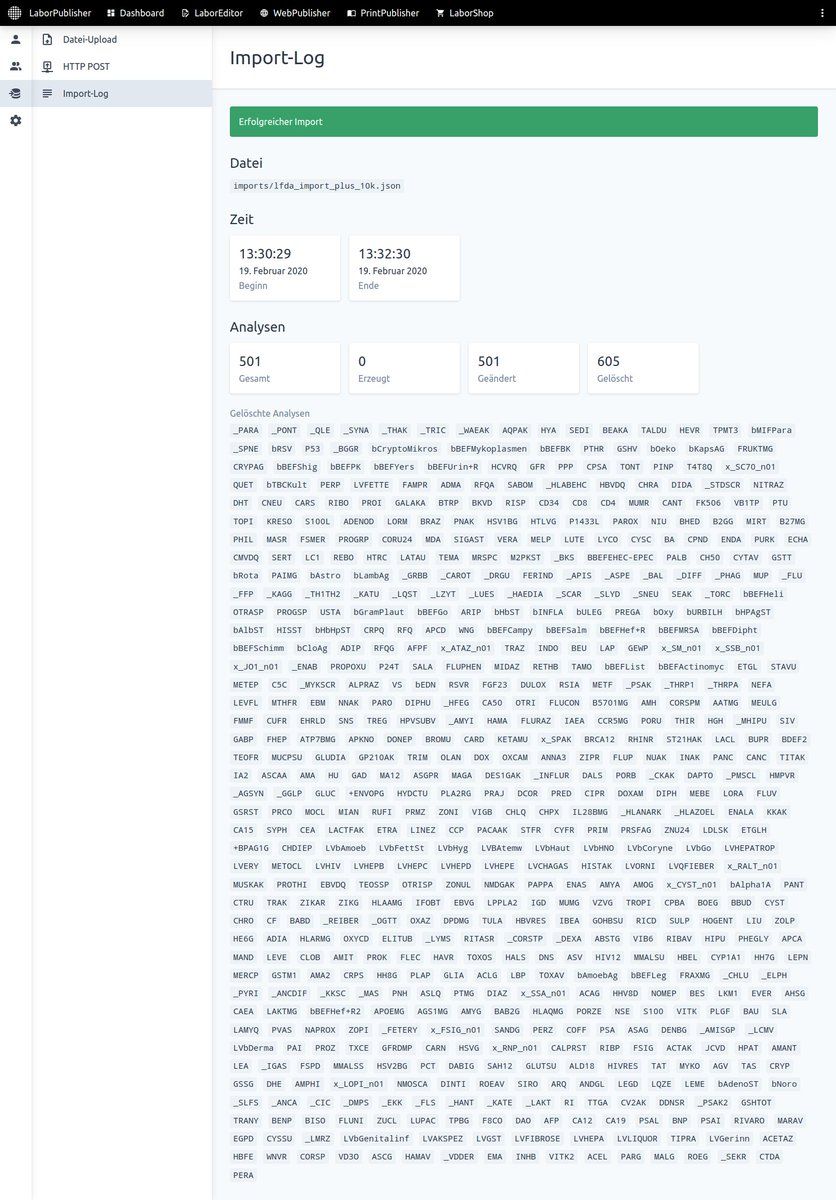 LaborPublisher Dashboard LaborEditor WebPublisher PrintPublisher LaborShop
Datei-Upload
HTTP POST
Import-Log
Import-Log
Erfolgreicher Import
Datei
imports/lfda_import_plus_10k.json
Zeit
13:30:29 13:32:30
19. Februar 2020 19. Februar 2020
Beginn Ende
Analysen
501 0 501 605
Gesamt Erzeugt Geändert Gelöscht
Gelöschte Analysen
_PARA _PONT _QLE _SYNA _THAK _TRIC _WAEAK AQPAK HYA SEDI BEAKA TALDU HEVR TPMT3 bMIFPara
_SPNE bRSV P53 _BGGR bCryptoMikros bBEFMykoplasmen bBEFBK PTHR GSHV bOeko bKapsAG FRUKTMG
CRYPAG bBEFShig bBEFPK bBEFYers bBEFUrin+R HCVRQ GFR PPP CPSA TONT PINP T4T8Q x_SC70_n01
QUET bTBCKult PERP LVFETTE FAMPR ADMA RFQA SABOM _HLABEHC HBVDQ CHRA DIDA _STDSCR NITRAZ
DHT CNEU CARS RIBO PROI GALAKA BTRP BKVD RISP CD34 CD8 CD4 MUMR CANT FK506 VB1TP PTU
TOPI KRESO S100L ADENOD LORM BRAZ PNAK HSV1BG HTLVG P1433L PAROX NIU BHED B2GG MIRT B27MG
PHIL MASR FSMER PROGRP CORU24 MDA SIGAST VERA MELP LUTE LYCO CYSC BA CPND ENDA PURK ECHA
CMVDQ SERT LC1 REBO HTRC LATAU TEMA MRSPC M2PKST _BKS BBEFEHEC-EPEC PALB CH50 CYTAV GSTT
bRota PAIMG bAstro bLambAg _GRBB _CAROT _DRGU FERIND _APIS _ASPE _BAL _DIFF _PHAG MUP _FLU
_FFP _KAGG _TH1TH2 _KATU _LQST _LZYT _LUES _HAEDIA _SCAR _SLYD _SNEU SEAK _TORC bBEFHeli
OTRASP PROGSP USTA bGramPlaut bBEFGo ARIP HbST bINFLA bULEG PREGA bOxy bURBILH bHPAgST
bAlbST HISST bHbHpST CRPQ RFQ APCD WNG bBEFCampy bBEFSalm bBEFHef+R bBEFMRSA bBEFDipht
bBEFSchimm bCloAg ADIP RFQG AFPF x_ATAZ_n01 TRAZ INDO BEU LAP GEWP x_SM_n01 x_SSB_n01
x_JO1_n01 _ENAB PROPOXU P24T SALA FLUPHEN MIDAZ RETHB TAMO bBEFList bBEFActinomyc ETGL STAVU
METEP C5C _MYKSCR ALPRAZ VS bEDN RSVR FGF23 DULOX RSIA METF _PSAK _THRP1 _THRPA NEFA
LEVFL MTHFR EBM NNAK PARO DIPHU _HFEG CA50 OTRI FLUCON B5701MG AMH CORSPM AATMG MEULG
FMMF CUFR EHRLD SNS TREG HPVSUBV _AMYI HAMA FLURAZ IAEA CCR5MG PORU THIR HGH _MHIPU SIV
GABP FHEP ATP7BMG APKNO DONEP BROMU CARD KETAMU x_SPAK BRCA12 RHINR ST21HAK LACL BUPR BDEF2
TEOFR MUCPSU GLUDIA GP210AK TRIM OLAN DOX OXCAM ANNA3 ZIPR FLUP NUAK INAK PANC CANC TITAK
IA2 ASCAA AMA HU GAD MA12 ASGPR MAGA DES1GAK _INFLUR DALS PORB _CKAK DAPTO _PMSCL HMPVR
_AGSYN _GGLP GLUC +ENVOPG HYDCTU PLA2RG PRAJ DCOR PRED CIPR DOXAM DIPH MEBE LORA FLUV
GSRST PRCO MOCL MIAN RUFI PRMZ ZONI VIGB CHLQ CHPX IL28BMG _HLANARK _HLAZOEL ENALA KKAK
CA15 SYPH CEA LACTFAK ETRA LINEZ CCP PACAAK STFR CYFR PRIM PRSFAG ZNU24 LDLSK ETGLH
+BPAG1G CHDIEP LVbAmoeb LVbFettSt LVbHyg LVBAtemw LVbHaut LVbHNO LVbCoryne LVbGo LVHEPATROP
LVERY METOCL LVHIV LVHEPB LVHEPC LVHEPD LVHEPE LVCHAGAS HISTAK LVORNI LVQFIEBER x_RALT_n01
MUSKAK PROTHI EBVDQ TEOSSP OTRISP ZONUL NMDGAK PAPPA ENAS AMYA AMOG x_CYST_n01 bAlpha1A PANT
CTRU TRAK ZIKAR ZIKG HLAAMG IFOBT EBVG LPPLA2 IGD MUMG VZVG TROPI CPBA BOEG BBUD CYST
CHRO CF BABD _REIBER _OGTT OXAZ DPDMG TULA HBVRES IBEA GOHBSU RICD SULP HOGENT LIU ZOLP
HE6G ADIA HLARMG OXYCD ELITUB _LYMS RITASR _CORSTP _DEXA ABSTG VIB6 RIBAV HIPU PHEGLY APCA
MAND LEVE CLOB AMIT PROK FLEC HAVR TOXOS HALS DNS ASV HIV12 MMALSU HBEL CYP1A1 HH7G LEPN
MERCP GSTM1 AMA2 CRPS HH8G PLAP GLIA ACLG LBP TOXAV bAmoebAg bBEFLeg FRAXMG _CHLU _ELPH
_PYRI _ANCDIF _KKSC _MAS PNH ASLQ PTMG DIAZ x_SSA_n01 ACAG HHV8D NOMEP BES LKM1 EVER AHSG
CAEA LAKTMG bBEFHef+R2 APOEMG AGS1MG AMYG BAB2G HLAQMG PORZE NSE S100 VITK PLGF BAU SLA
LAMYQ PVAS NAPROX ZOPI _FETERY x_FSIG_n01 SANDG PERZ COFF PSA ASAG DENBG _AMISGP _LCMV
LVbDerma PAI PROZ TXCE GFRDMP CARN HSVG x_RNP_n01 CALPRST RIBP FSIG ACTAK JCVD HPAT AMANT
LEA _IGAS FSPD MMALSS HSV2BG PCT DABIG SAH12 GLUTSU ALD18 HIVRES TAT MYKO AGV TAS CRYP
GSSG DHE AMPHI x_LOPI_n01 NMOSCA DINTI ROEAV SIRO ARQ ANDGL LEGD LQZE LEME bAdenoST bNoro
_SLFS _ANCA _CIC _DMPS _EKK _FLS _HANT _KATE _LAKT RI TTGA CV2AK DDNSR _PSAK2 GSHTOT
TRANY BENP BISO FLUNI ZUCL LUPAC TPBG F8CO DAO AFP CA12 CA19 PSAL BNP PSAI RIVARO MARAV
EGPD CYSSU _LMRZ LVbGenitalinf LVAKSPEZ LVGST LVFIBROSE LVHEPA LVLIQUOR TIPRA LVGerinn ACETAZ
HBFE WNVR CORSP VD3O ASCG HAMAV _VDDER EMA INHB VITK2 ACEL PARG MALG ROEG _SEKR CTDA
PERA